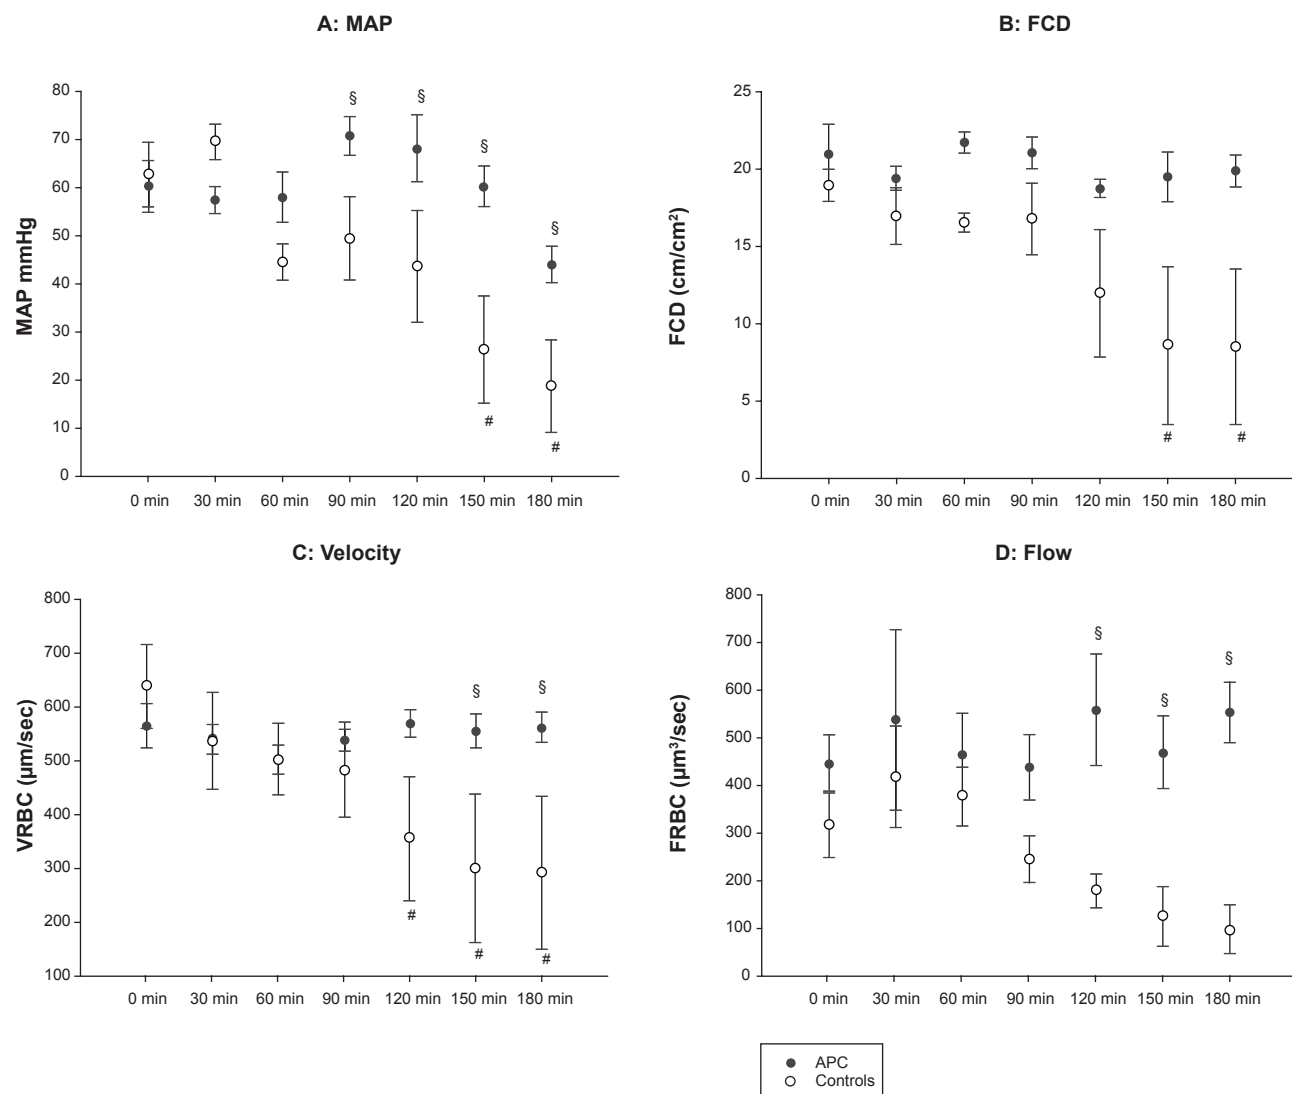 A: MAP
MAP mmHg
80
70
60
50
40
30
20
10
0
§ § § §
# #
0 min 30 min 60 min 90 min 120 min 150 min 180 min
B: FCD
FCD (cm/cm²)
25
20
15
10
5
0
# #
0 min 30 min 60 min 90 min 120 min 150 min 180 min
C: Velocity
VRBC (µm/sec)
800
700
600
500
400
300
200
100
§ §
# # #
0 min 30 min 60 min 90 min 120 min 150 min 180 min
D: Flow
FRBC (µm³/sec)
800
700
600
500
400
300
200
100
0
§ § §
0 min 30 min 60 min 90 min 120 min 150 min 180 min
APC
Controls